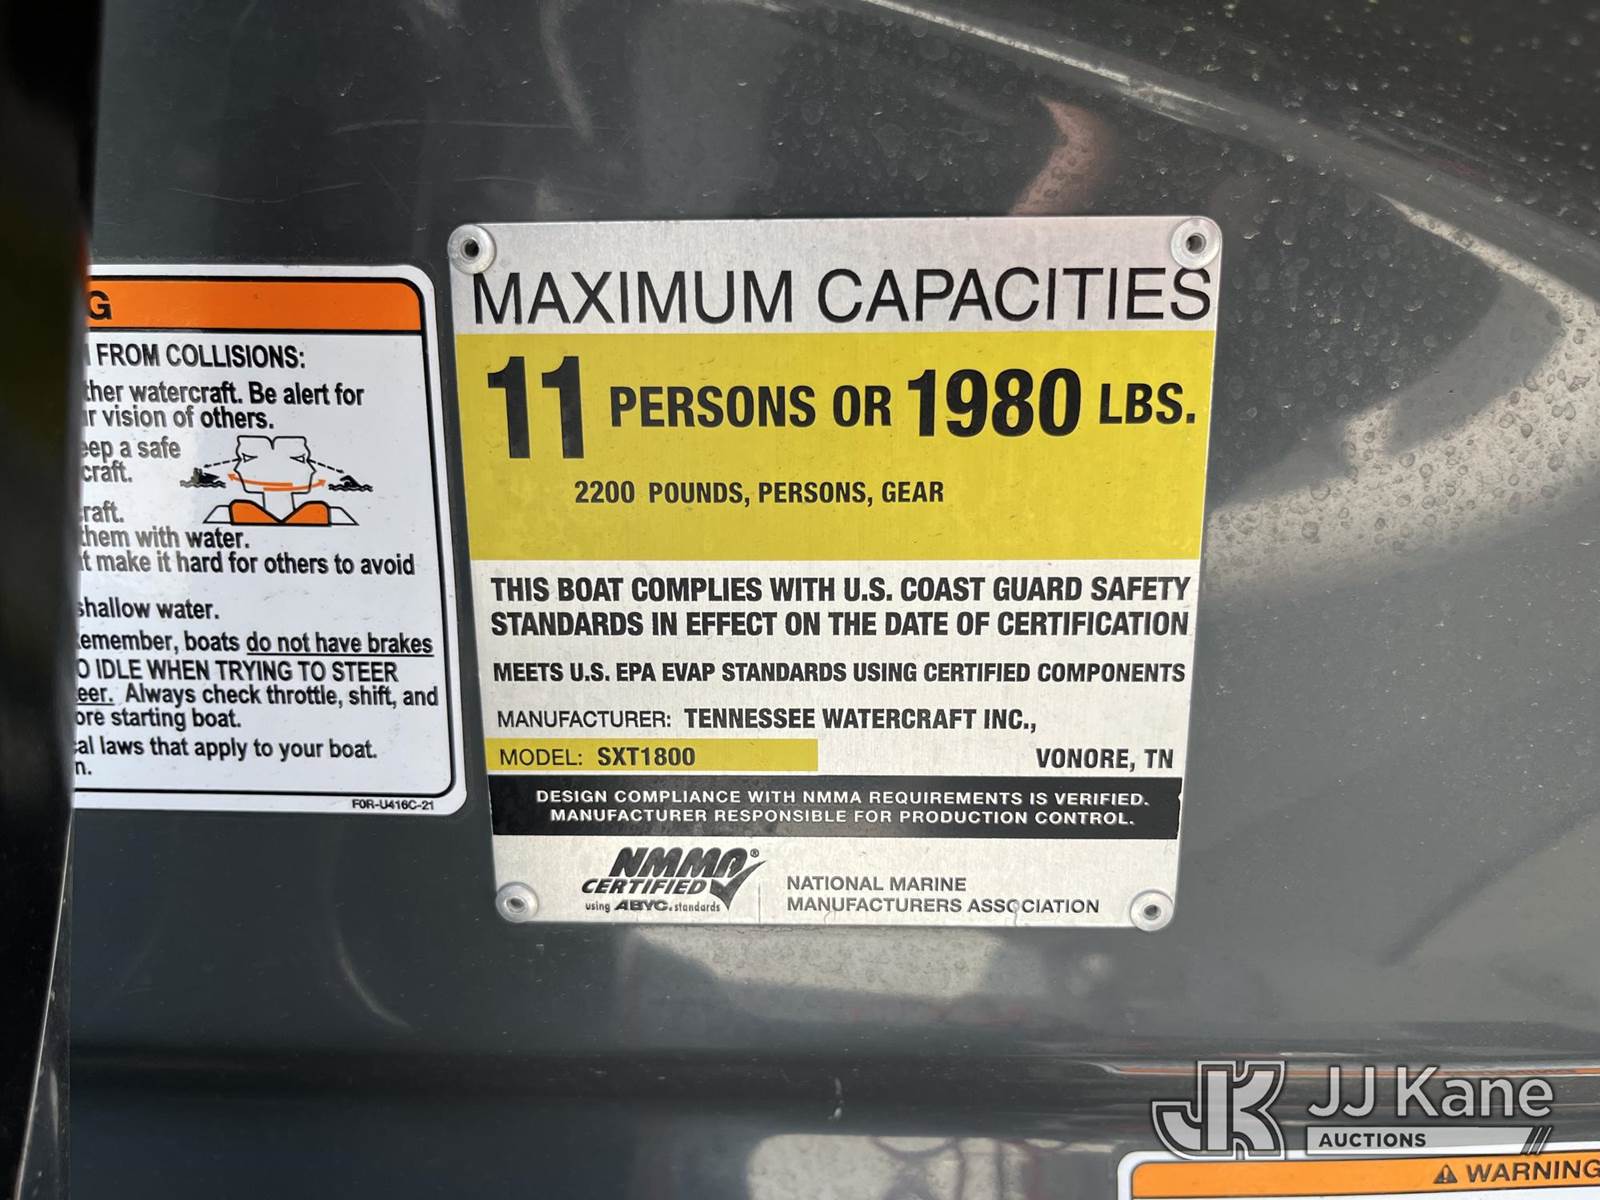 G
FROM COLLISIONS:
ther watercraft. Be alert for
ur vision of others.
eep a safe
craft.
raft.
them with water.
t make it hard for others to avoid
shallow water.
emember, boats do not have brakes
O IDLE WHEN TRYING TO STEER
eer. Always check throttle, shift, and
ore starting boat.
al laws that apply to your boat.
n.
F0R-U416C-21
MAXIMUM CAPACITIES
11 PERSONS OR 1980 LBS.
2200 POUNDS, PERSONS, GEAR
THIS BOAT COMPLIES WITH U.S. COAST GUARD SAFETY
STANDARDS IN EFFECT ON THE DATE OF CERTIFICATION
MEETS U.S. EPA EVAP STANDARDS USING CERTIFIED COMPONENTS
MANUFACTURER: TENNESSEE WATERCRAFT INC.,
MODEL: SXT1800 VONORE, TN
DESIGN COMPLIANCE WITH NMMA REQUIREMENTS IS VERIFIED.
MANUFACTURER RESPONSIBLE FOR PRODUCTION CONTROL.
NMMA®
CERTIFIED
using ABYC. standards
NATIONAL MARINE
MANUFACTURERS ASSOCIATION
JK JJ Kane
AUCTIONS
⚠ WARNING